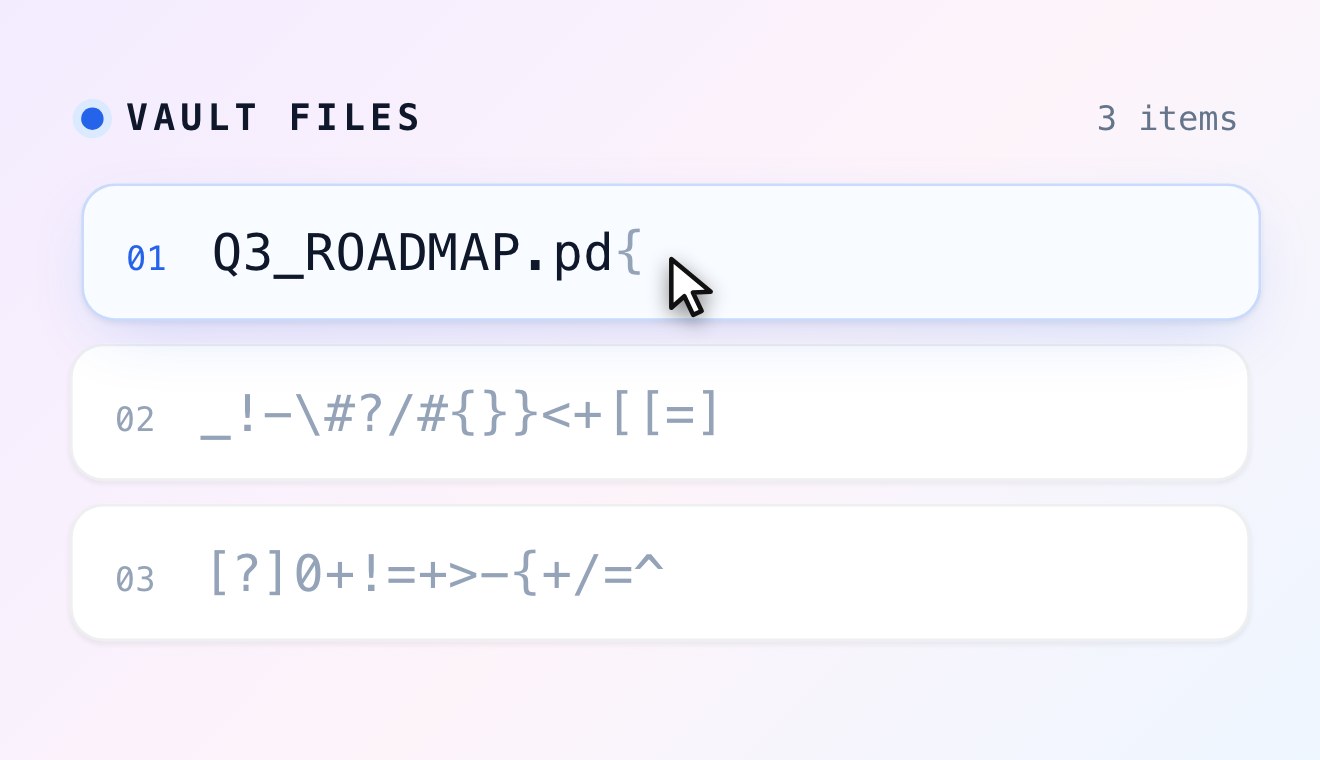 VAULT FILES
3 items
01 Q3_ROADMAP.pd{
02 _!−\#?/#{}}<+[[=]
03 [?]0+!=+>−{+/=^